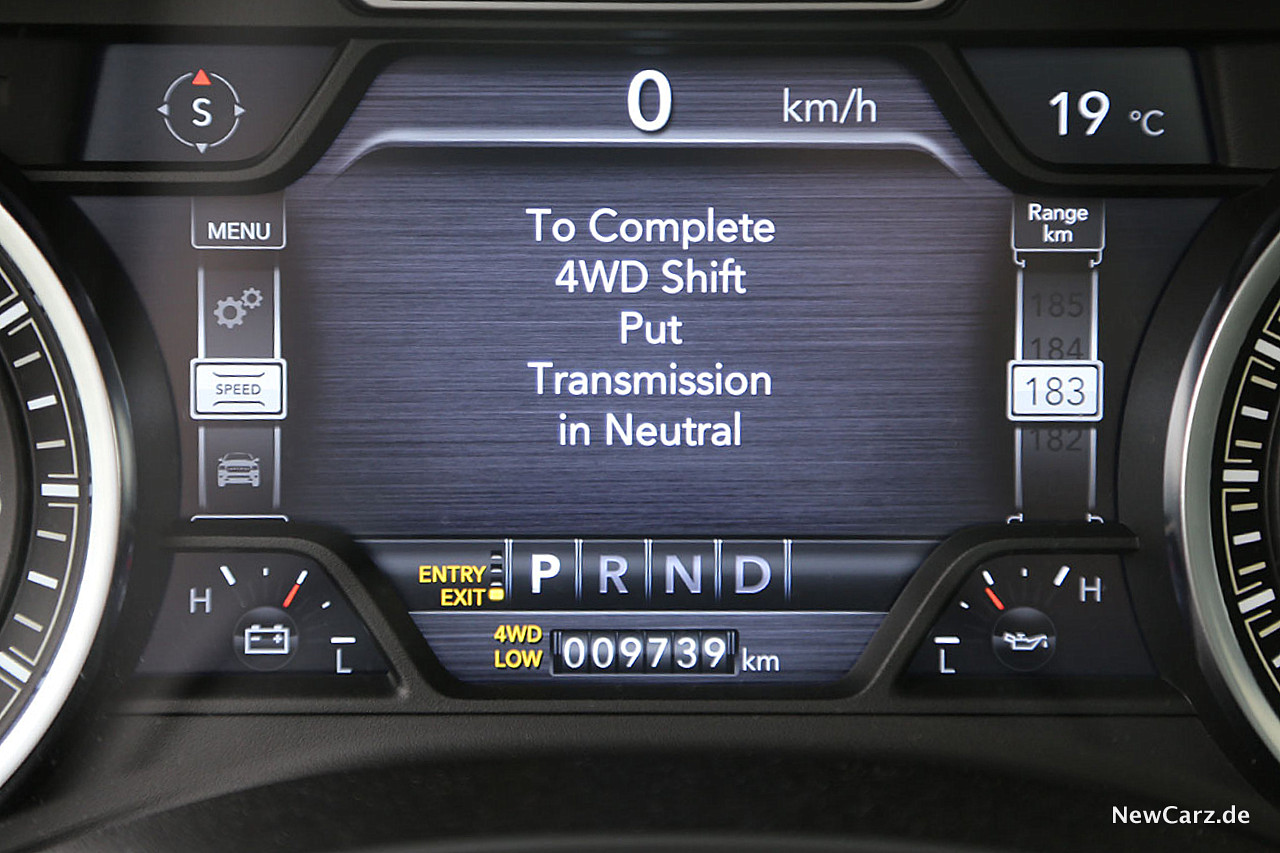 S
0 km/h
19 °C
MENU
SPEED
Range
km
185
184
183
182
To Complete
4WD Shift
Put
Transmission
in Neutral
ENTRY
EXIT
P R N D
4WD
LOW
009739 km
H
L
H
L
NewCarz.de